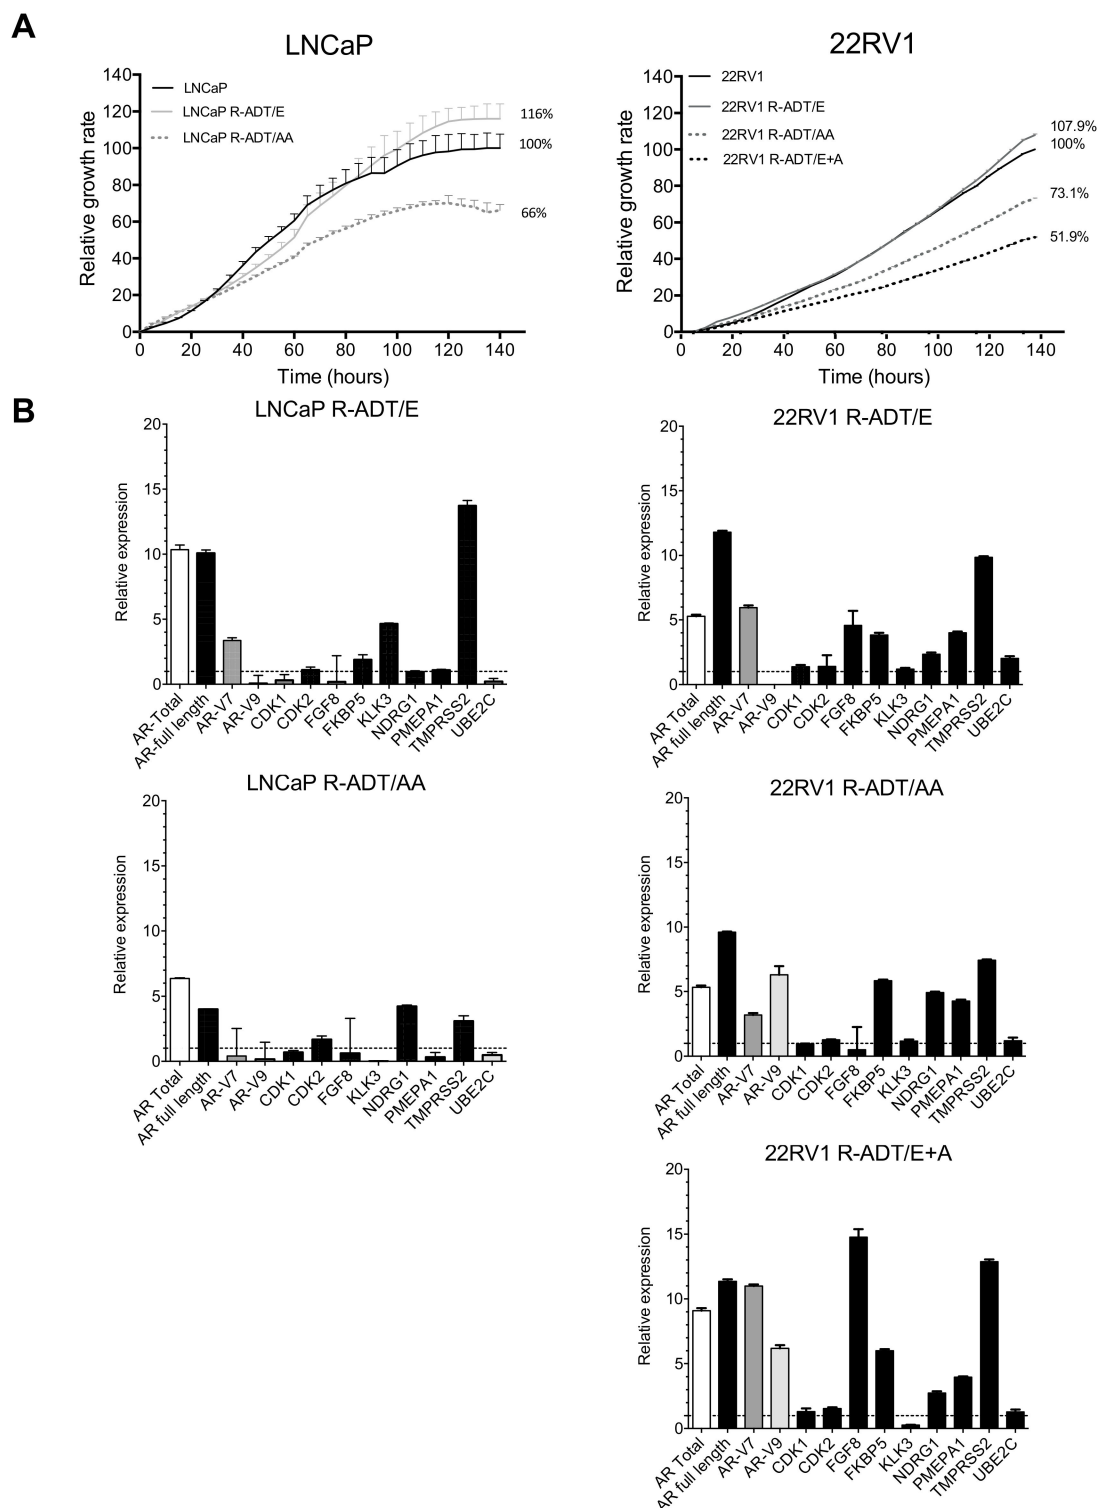 A
LNCaP
140
120
100
80
60
40
20
0
Relative growth rate
LNCaP
LNCaP R-ADT/E
LNCaP R-ADT/AA
116%
100%
66%
0 20 40 60 80 100 120 140
Time (hours)
22RV1
140
120
100
80
60
40
20
0
Relative growth rate
22RV1
22RV1 R-ADT/E
22RV1 R-ADT/AA
22RV1 R-ADT/E+A
107.9%
100%
73.1%
51.9%
0 20 40 60 80 100 120 140
Time (hours)
B
LNCaP R-ADT/E
20
15
10
5
0
Relative expression
AR-Total
AR-full length
AR-V7
AR-V9
CDK1
CDK2
FGF8
FKBP5
KLK3
NDRG1
PMEPA1
TMPRSS2
UBE2C
22RV1 R-ADT/E
20
15
10
5
0
Relative expression
AR Total
AR full length
AR-V7
AR-V9
CDK1
CDK2
FGF8
FKBP5
KLK3
NDRG1
PMEPA1
TMPRSS2
UBE2C
LNCaP R-ADT/AA
20
15
10
5
0
Relative expression
AR Total
AR full length
AR-V7
AR-V9
CDK1
CDK2
FGF8
KLK3
NDRG1
PMEPA1
TMPRSS2
UBE2C
22RV1 R-ADT/AA
20
15
10
5
0
Relative expression
AR Total
AR full length
AR-V7
AR-V9
CDK1
CDK2
FGF8
FKBP5
KLK3
NDRG1
PMEPA1
TMPRSS2
UBE2C
22RV1 R-ADT/E+A
20
15
10
5
0
Relative expression
AR Total
AR full length
AR-V7
AR-V9
CDK1
CDK2
FGF8
FKBP5
KLK3
NDRG1
PMEPA1
TMPRSS2
UBE2C